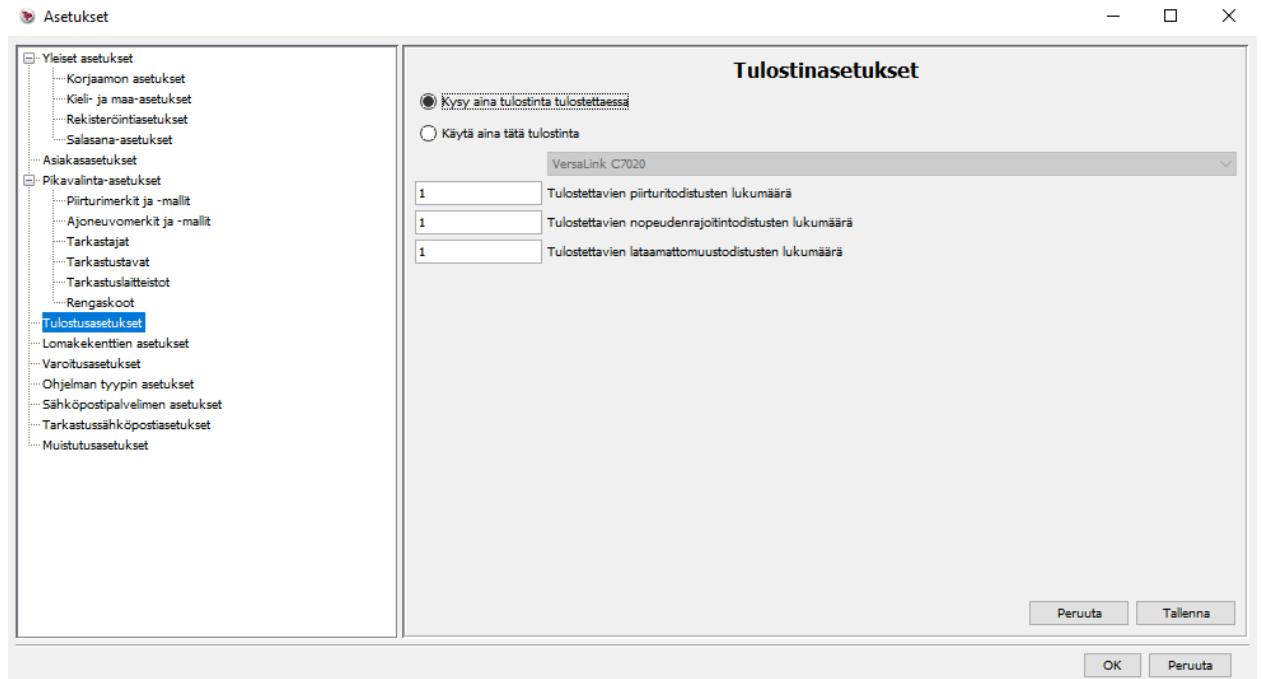 Asetukset
Yleiset asetukset
Korjaamon asetukset
Kieli- ja maa-asetukset
Rekisteröintiasetukset
Salasana-asetukset
Asiakasasetukset
Pikavalinta-asetukset
Piirturimerkit ja -mallit
Ajoneuvomerkit ja -mallit
Tarkastajat
Tarkastustavat
Tarkastuslaitteistot
Rengaskoot
Tulostusasetukset
Lomakekenttien asetukset
Varoitusasetukset
Ohjelman tyypin asetukset
Sähköpostipalvelimen asetukset
Tarkastussähköpostiasetukset
Muistutusasetukset
Tulostinasetukset
Kysy aina tulostinta tulostettaessa
Käytä aina tätä tulostinta
VersaLink C7020
1 Tulostettavien piirturitodistusten lukumäärä
1 Tulostettavien nopeudenrajoitintodistusten lukumäärä
1 Tulostettavien lataamattomuustodistusten lukumäärä
Peruuta Tallenna
OK Peruuta